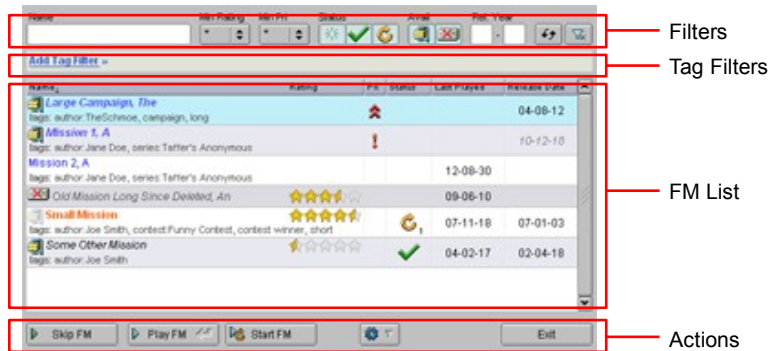 Name Min Rating Min Pri Status Avail Rel. Year
* * -
Filters
Add Tag Filter »
Tag Filters
Name Rating Pri Status Last Played Release Date
Large Campaign, The 04-08-12
tags: author:TheSchmoe, campaign, long
Mission 1, A 10-12-18
tags: author:Jane Doe, series:Taffer's Anonymous
Mission 2, A 12-08-30
tags: author:Jane Doe, series:Taffer's Anonymous
FM List
Old Mission Long Since Deleted, An 09-06-10
Small Mission 1 07-11-18 07-01-03
tags: author:Joe Smith, contest:Funny Contest, contest winner, short
Some Other Mission 04-02-17 02-04-18
tags: author:Joe Smith
Skip FM Play FM Start FM Exit
Actions